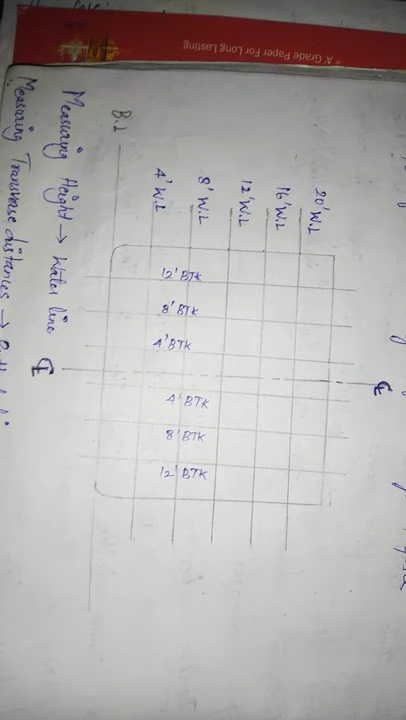 A Grade Paper For Long Lasting
20' W.L
16' W.L
12' W.L
8' W.L
4' W.L
B.L
12' BTK
8' BTK
4' BTK
℄ ℄
4' BTK
8' BTK
12' BTK
Measuring Height → Water line
Measuring Transverse distances →